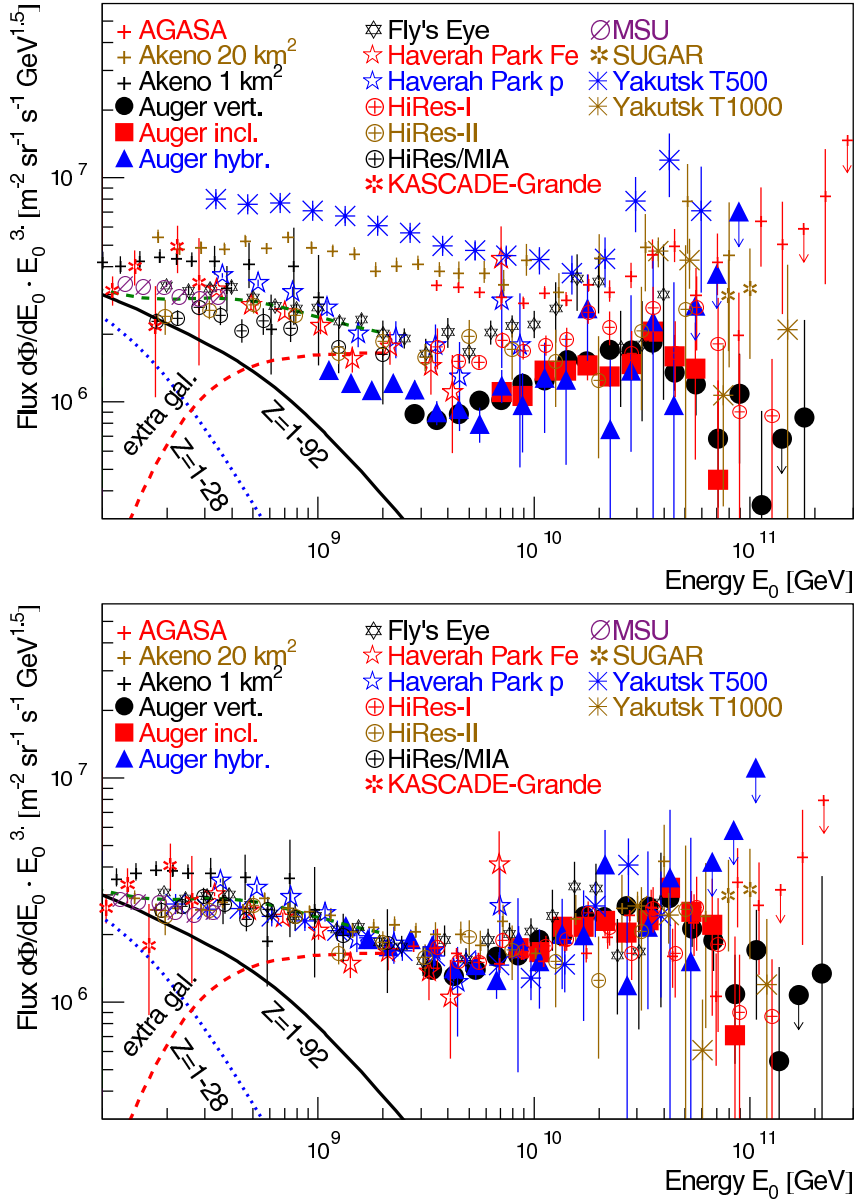 Flux dΦ/dE₀ · E₀³· [m⁻² sr⁻¹ s⁻¹ GeV¹·⁵]
AGASA
Akeno 20 km²
Akeno 1 km²
Auger vert.
Auger incl.
Auger hybr.
Fly's Eye
Haverah Park Fe
Haverah Park p
HiRes-I
HiRes-II
HiRes/MIA
KASCADE-Grande
MSU
SUGAR
Yakutsk T500
Yakutsk T1000
10⁷
10⁶
extra gal.
Z=1-28
Z=1-92
10⁹ 10¹⁰ 10¹¹
Energy E₀ [GeV]
Flux dΦ/dE₀ · E₀³· [m⁻² sr⁻¹ s⁻¹ GeV¹·⁵]
AGASA
Akeno 20 km²
Akeno 1 km²
Auger vert.
Auger incl.
Auger hybr.
Fly's Eye
Haverah Park Fe
Haverah Park p
HiRes-I
HiRes-II
HiRes/MIA
KASCADE-Grande
MSU
SUGAR
Yakutsk T500
Yakutsk T1000
10⁷
10⁶
extra gal.
Z=1-28
Z=1-92
10⁹ 10¹⁰ 10¹¹
Energy E₀ [GeV]